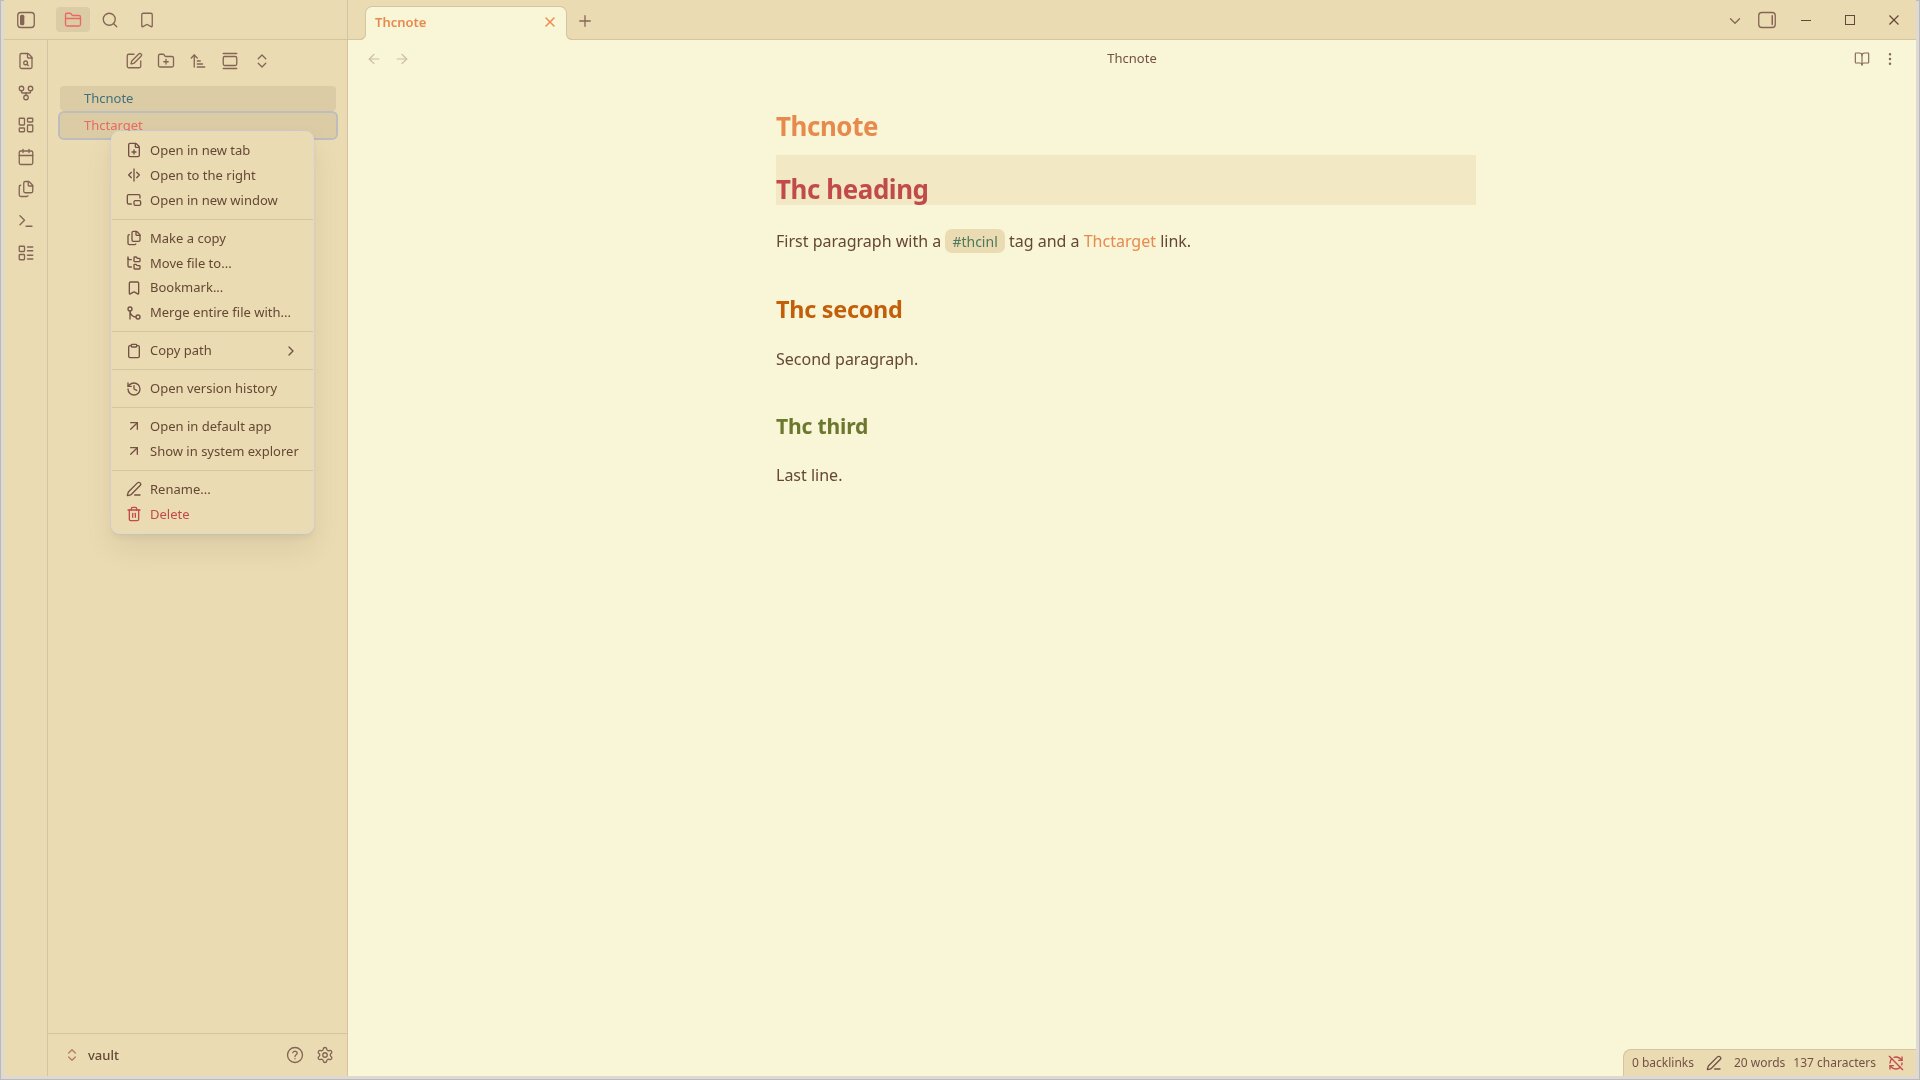 Thcnote
Thcnote
Thcnote
Thctarget
Open in new tab
Open to the right
Open in new window
Make a copy
Move file to...
Bookmark...
Merge entire file with...
Copy path
Open version history
Open in default app
Show in system explorer
Rename...
Delete
vault
Thcnote
Thc heading
First paragraph with a #thcinl tag and a Thctarget link.
Thc second
Second paragraph.
Thc third
Last line.
0 backlinks 20 words 137 characters